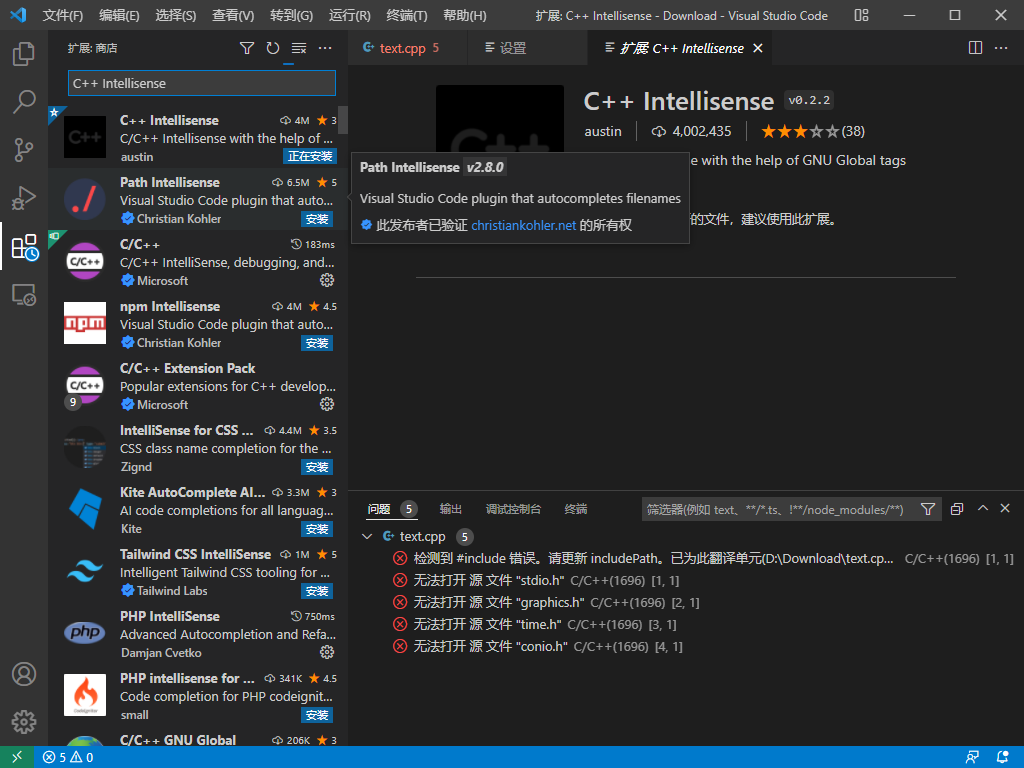 文件(F) 编辑(E) 选择(S) 查看(V) 转到(G) 运行(R) 终端(T) 帮助(H) 扩展: C++ Intellisense - Download - Visual Studio Code
扩展: 商店
C++ Intellisense
C++
C++ Intellisense 4M 3
C/C++ Intellisense with the help of ...
austin 正在安装
Path Intellisense 6.5M 5
Visual Studio Code plugin that auto...
Christian Kohler 安装
C/C++
C/C++ 183ms
C/C++ IntelliSense, debugging, and...
Microsoft
npm
npm Intellisense 4M 4.5
Visual Studio Code plugin that auto...
Christian Kohler 安装
C/C++
9
C/C++ Extension Pack
Popular extensions for C++ develop...
Microsoft
IntelliSense for CSS ... 4.4M 3.5
CSS class name completion for the ...
Zignd 安装
Kite AutoComplete AI... 3.3M 3
AI code completions for all languag...
Kite 安装
Tailwind CSS IntelliSense 1M 5
Intelligent Tailwind CSS tooling for ...
Tailwind Labs 安装
php
PHP IntelliSense 750ms
Advanced Autocompletion and Refa...
Damjan Cvetko
CodeIgniter
PHP intellisense for ... 341K 4.5
Code completion for PHP codeignit...
small 安装
C/C++ GNU Global 206K 3
text.cpp 5 设置 扩展 C++ Intellisense
C++
C++ Intellisense v0.2.2
austin 4,002,435 (38)
e with the help of GNU Global tags
的文件，建议使用此扩展。
Path Intellisense v2.8.0
Visual Studio Code plugin that autocompletes filenames
此发布者已验证 christiankohler.net 的所有权
问题 5 输出 调试控制台 终端 筛选器(例如 text、**/*.ts、!**/node_modules/**)
text.cpp 5
检测到 #include 错误。请更新 includePath。已为此翻译单元(D:\Download\text.cp... C/C++(1696) [1, 1]
无法打开 源 文件 "stdio.h" C/C++(1696) [1, 1]
无法打开 源 文件 "graphics.h" C/C++(1696) [2, 1]
无法打开 源 文件 "time.h" C/C++(1696) [3, 1]
无法打开 源 文件 "conio.h" C/C++(1696) [4, 1]
5 0